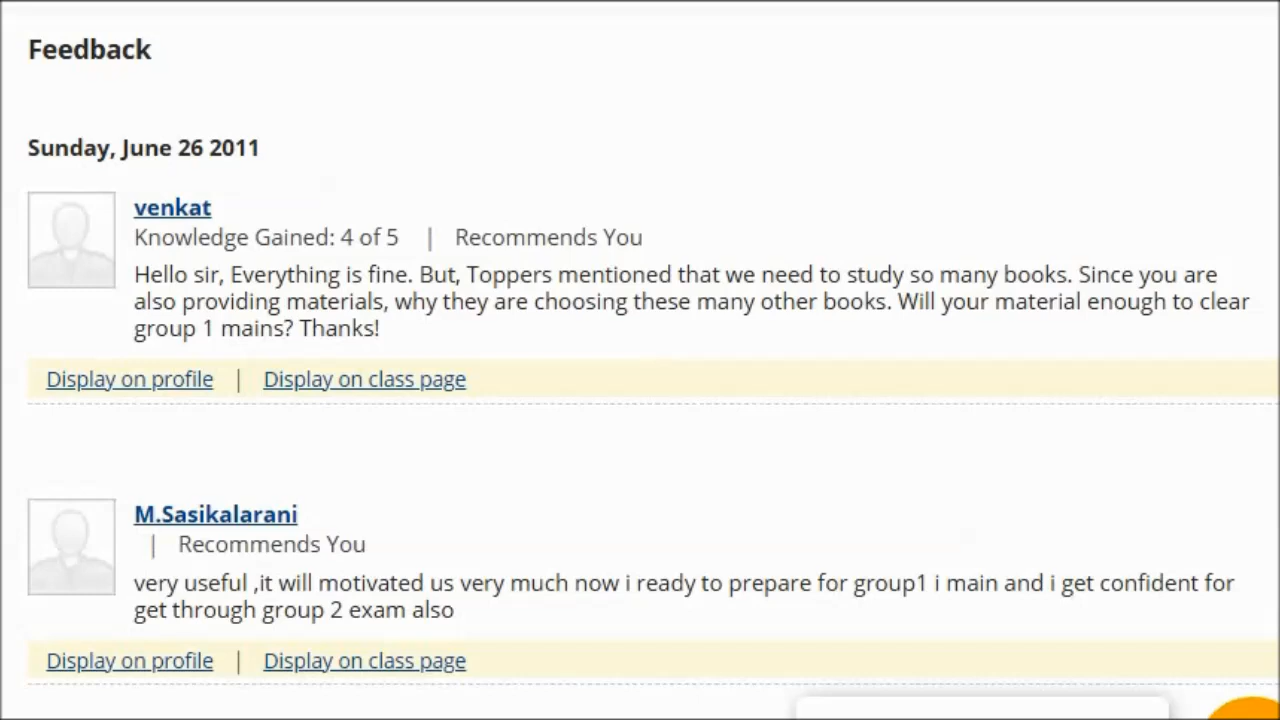 Feedback
Sunday, June 26 2011
venkat
Knowledge Gained: 4 of 5 | Recommends You
Hello sir, Everything is fine. But, Toppers mentioned that we need to study so many books. Since you are
also providing materials, why they are choosing these many other books. Will your material enough to clear
group 1 mains? Thanks!
Display on profile | Display on class page
M.Sasikalarani
| Recommends You
very useful ,it will motivated us very much now i ready to prepare for group1 i main and i get confident for
get through group 2 exam also
Display on profile | Display on class page